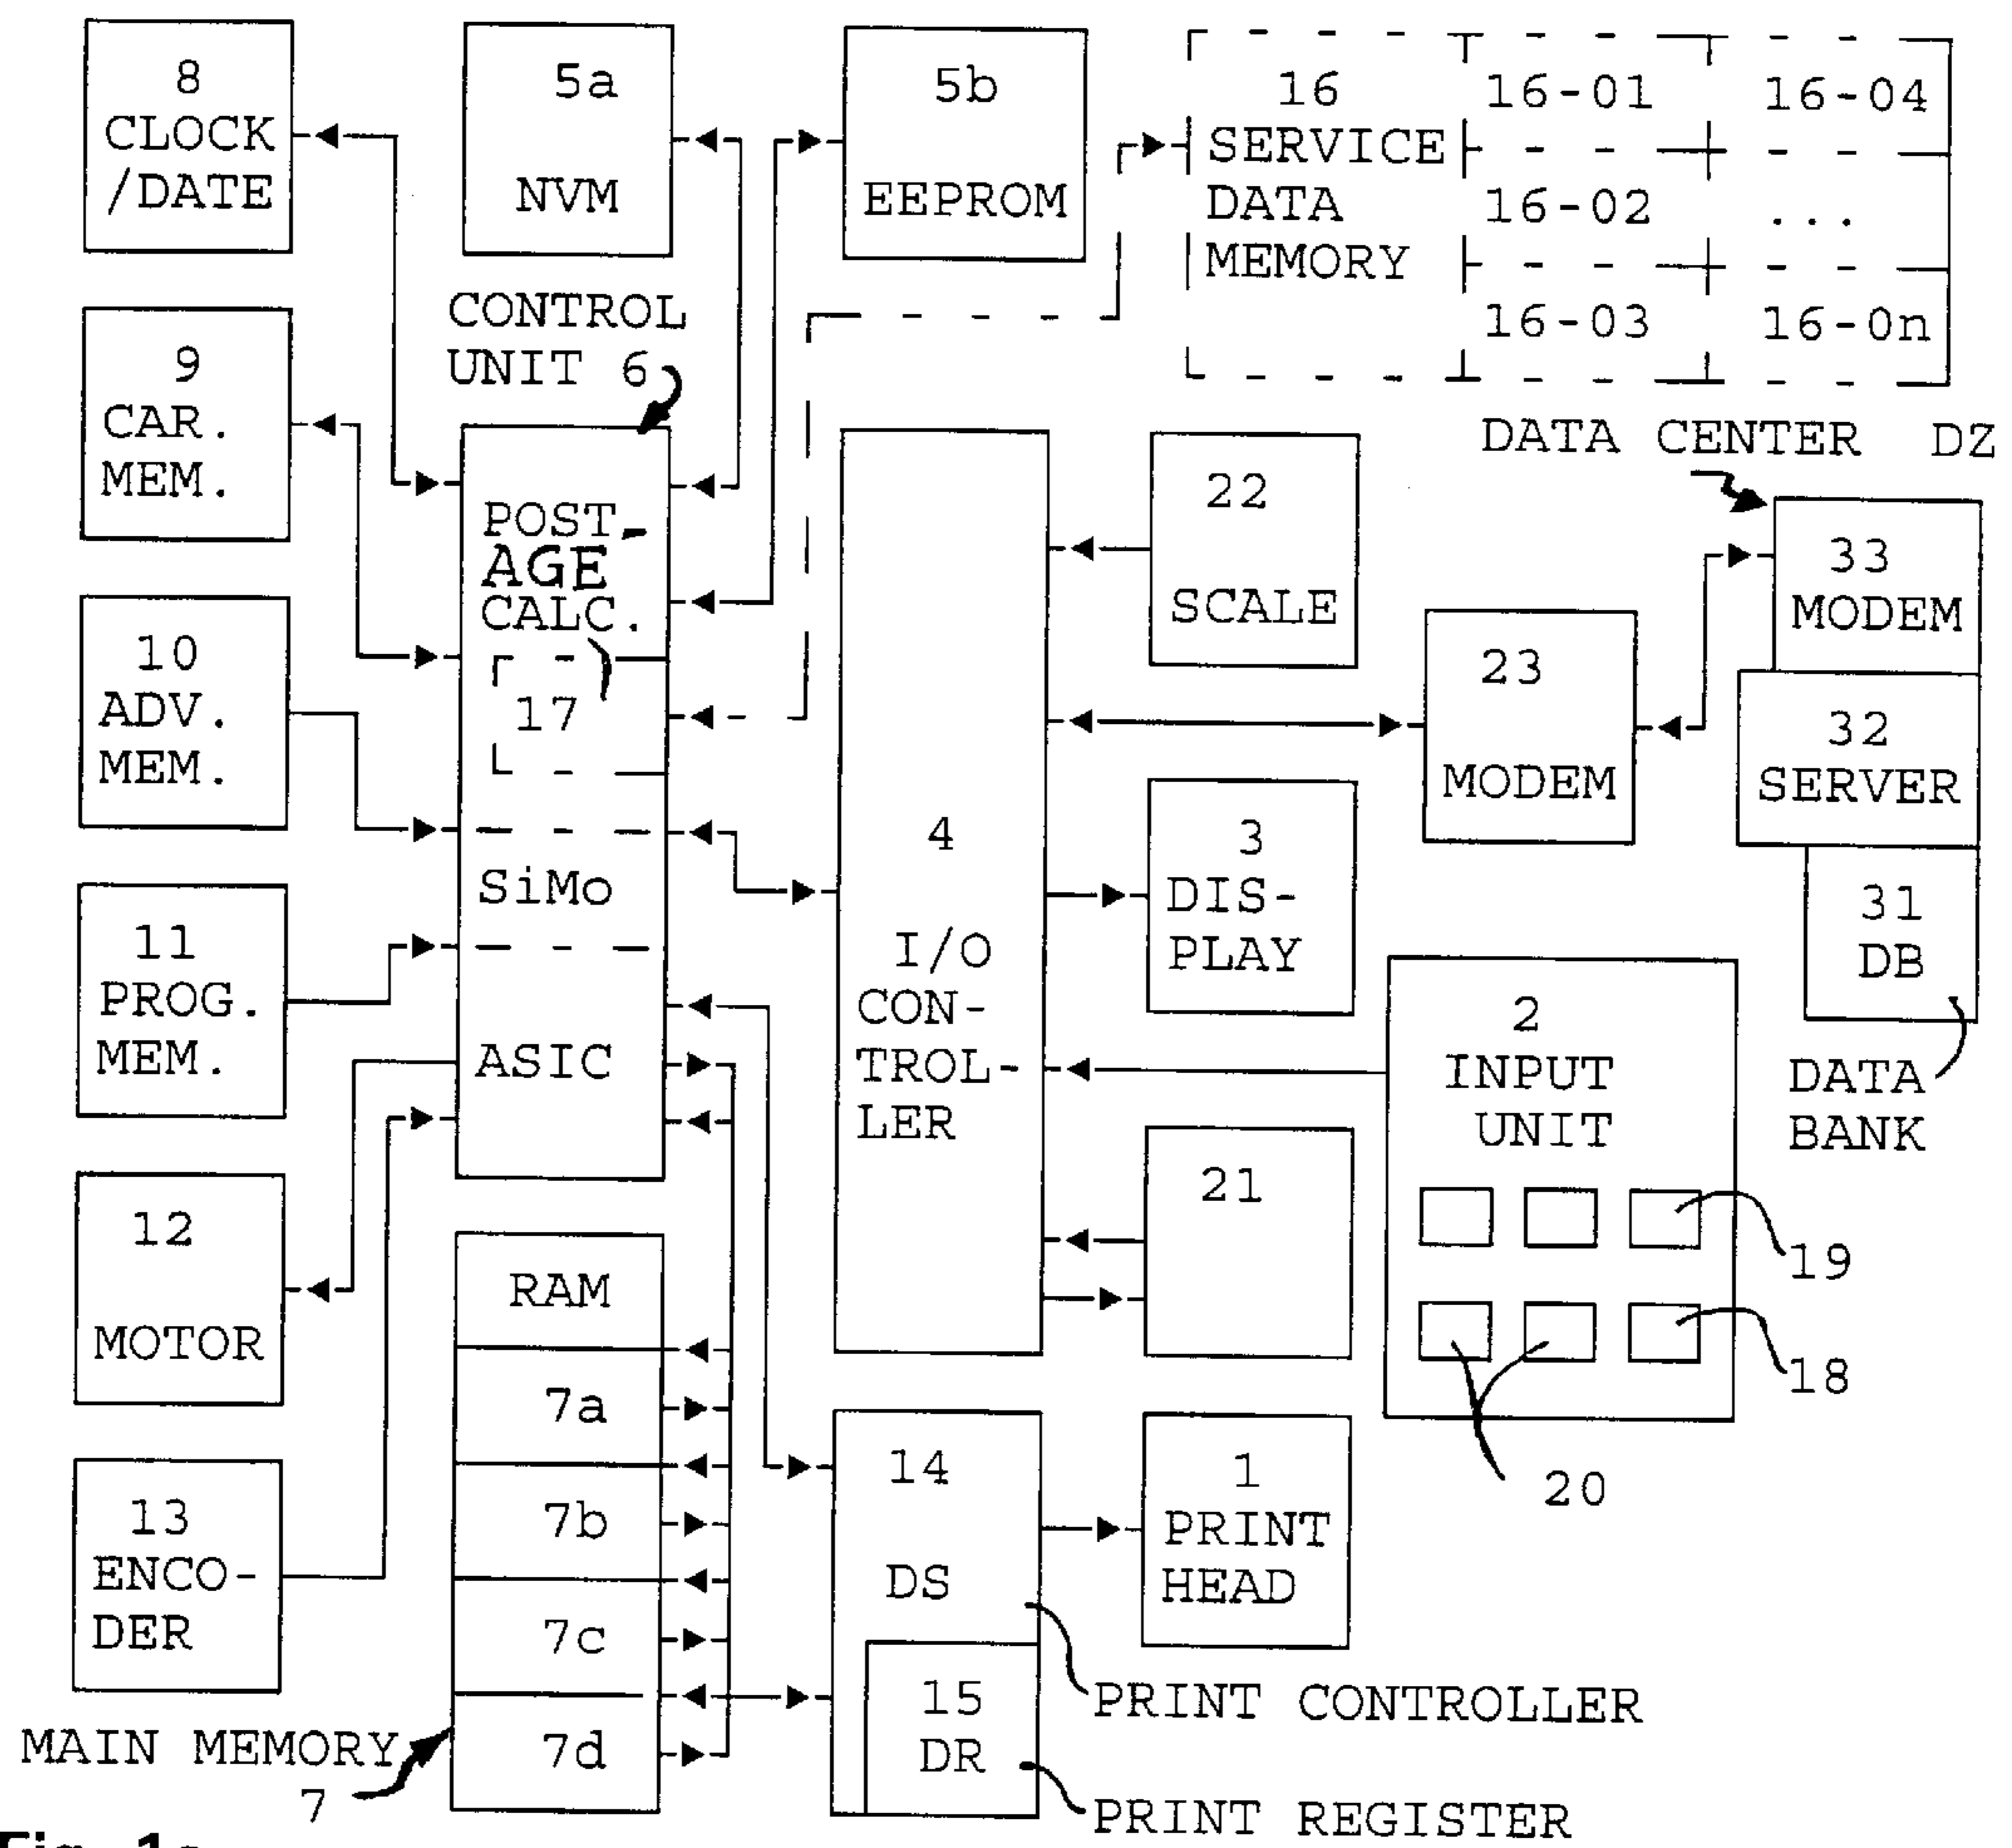 8
CLOCK
/DATE
5a
NVM
5b
EEPROM
16
SERVICE
DATA
MEMORY
16-01
16-04
16-02
...
16-03
16-0n
CONTROL
UNIT 6
9
CAR.
MEM.
POST-
AGE
CALC.
17
SiMo
ASIC
10
ADV.
MEM.
11
PROG.
MEM.
12
MOTOR
13
ENCO-
DER
4
I/O
CON-
TROL-
LER
22
SCALE
DATA CENTER DZ
23
MODEM
33
MODEM
32
SERVER
31
DB
DATA
BANK
3
DIS-
PLAY
2
INPUT
UNIT
19
18
20
21
RAM
7a
7b
7c
7d
MAIN MEMORY
7
14
DS
15
DR
1
PRINT
HEAD
PRINT CONTROLLER
PRINT REGISTER